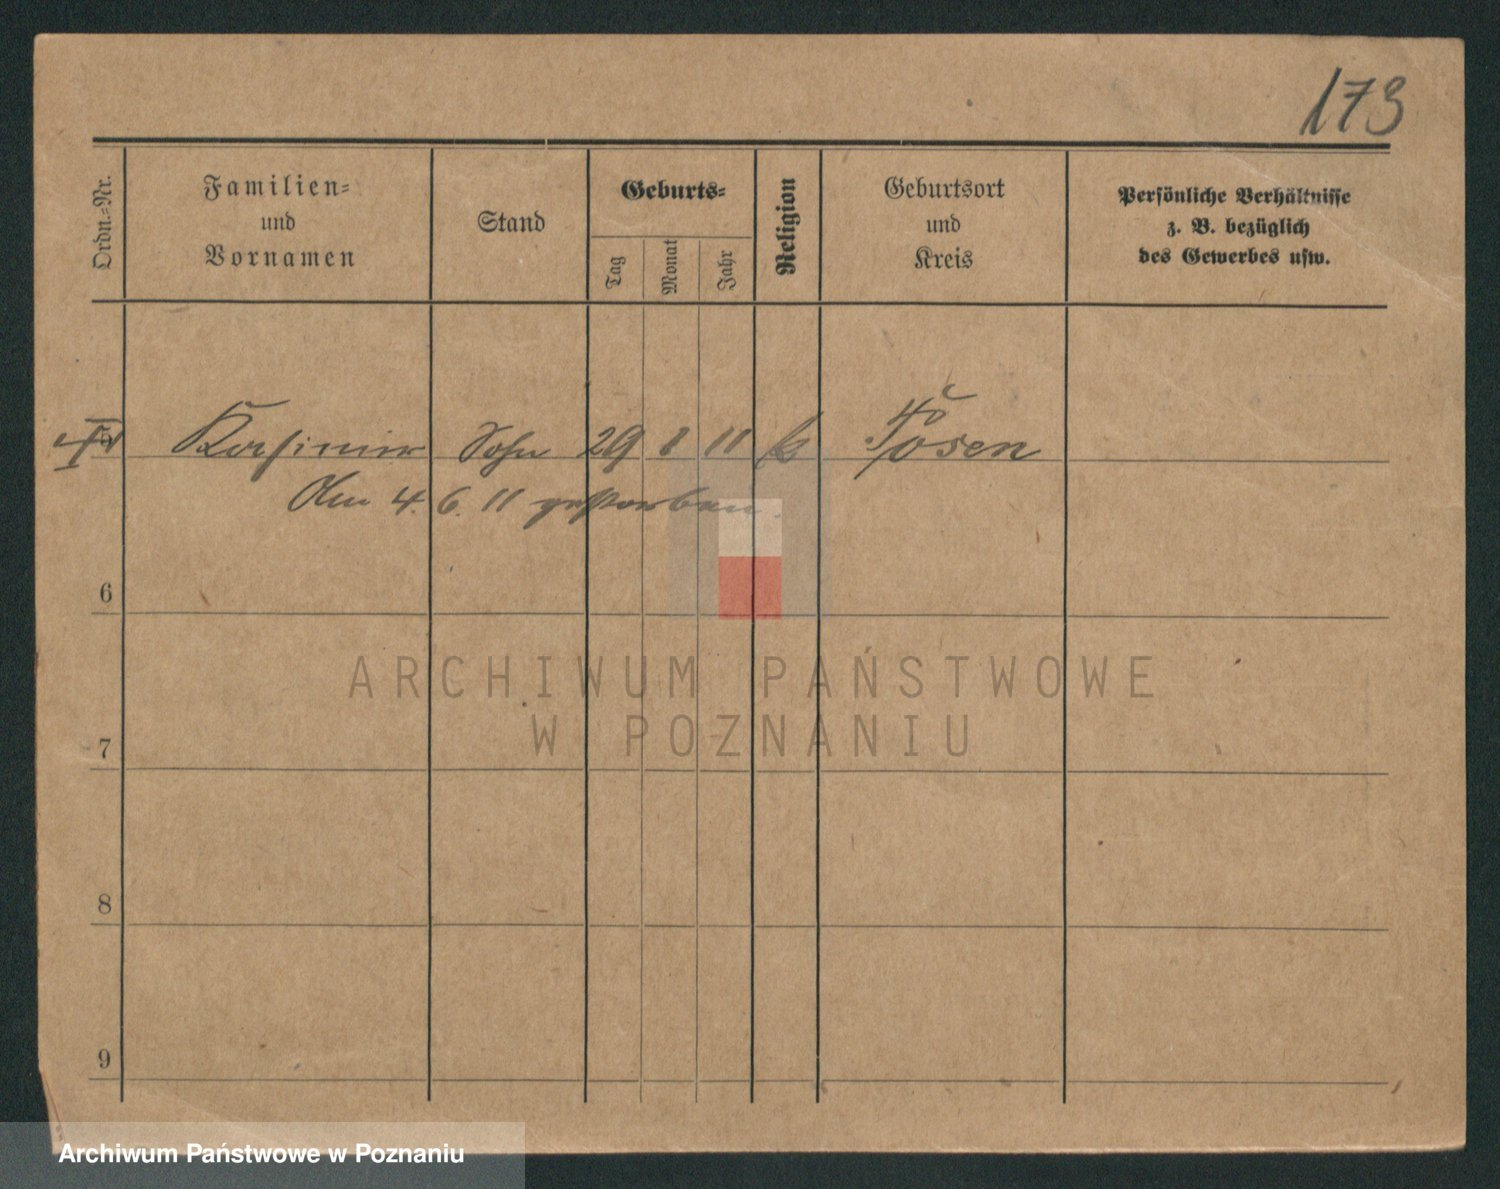 173
Ordn.=Nr.
Familien=
und
Vornamen
Stand
Geburts=
Tag
Monat
Jahr
Religion
Geburtsort
und
Kreis
Persönliche Verhältnisse
z. B. bezüglich
des Gewerbes usw.
Kasimir Sohn 29 1 11 k Posen
Am 4. 6. 11 gestorben.
6
7
8
9
ARCHIWUM PAŃSTWOWE
W POZNANIU
Archiwum Państwowe w Poznaniu